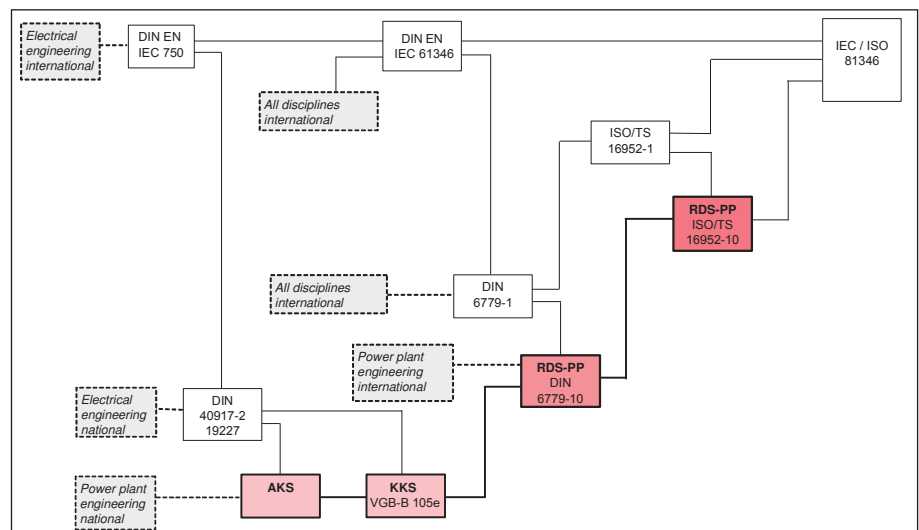 Electrical
engineering
international
DIN EN
IEC 750
DIN EN
IEC 61346
IEC / ISO
81346
All disciplines
international
ISO/TS
16952-1
RDS-PP
ISO/TS
16952-10
All disciplines
international
DIN
6779-1
Power plant
engineering
international
RDS-PP
DIN
6779-10
Electrical
engineering
national
DIN
40917-2
19227
Power plant
engineering
national
AKS
KKS
VGB-B 105e